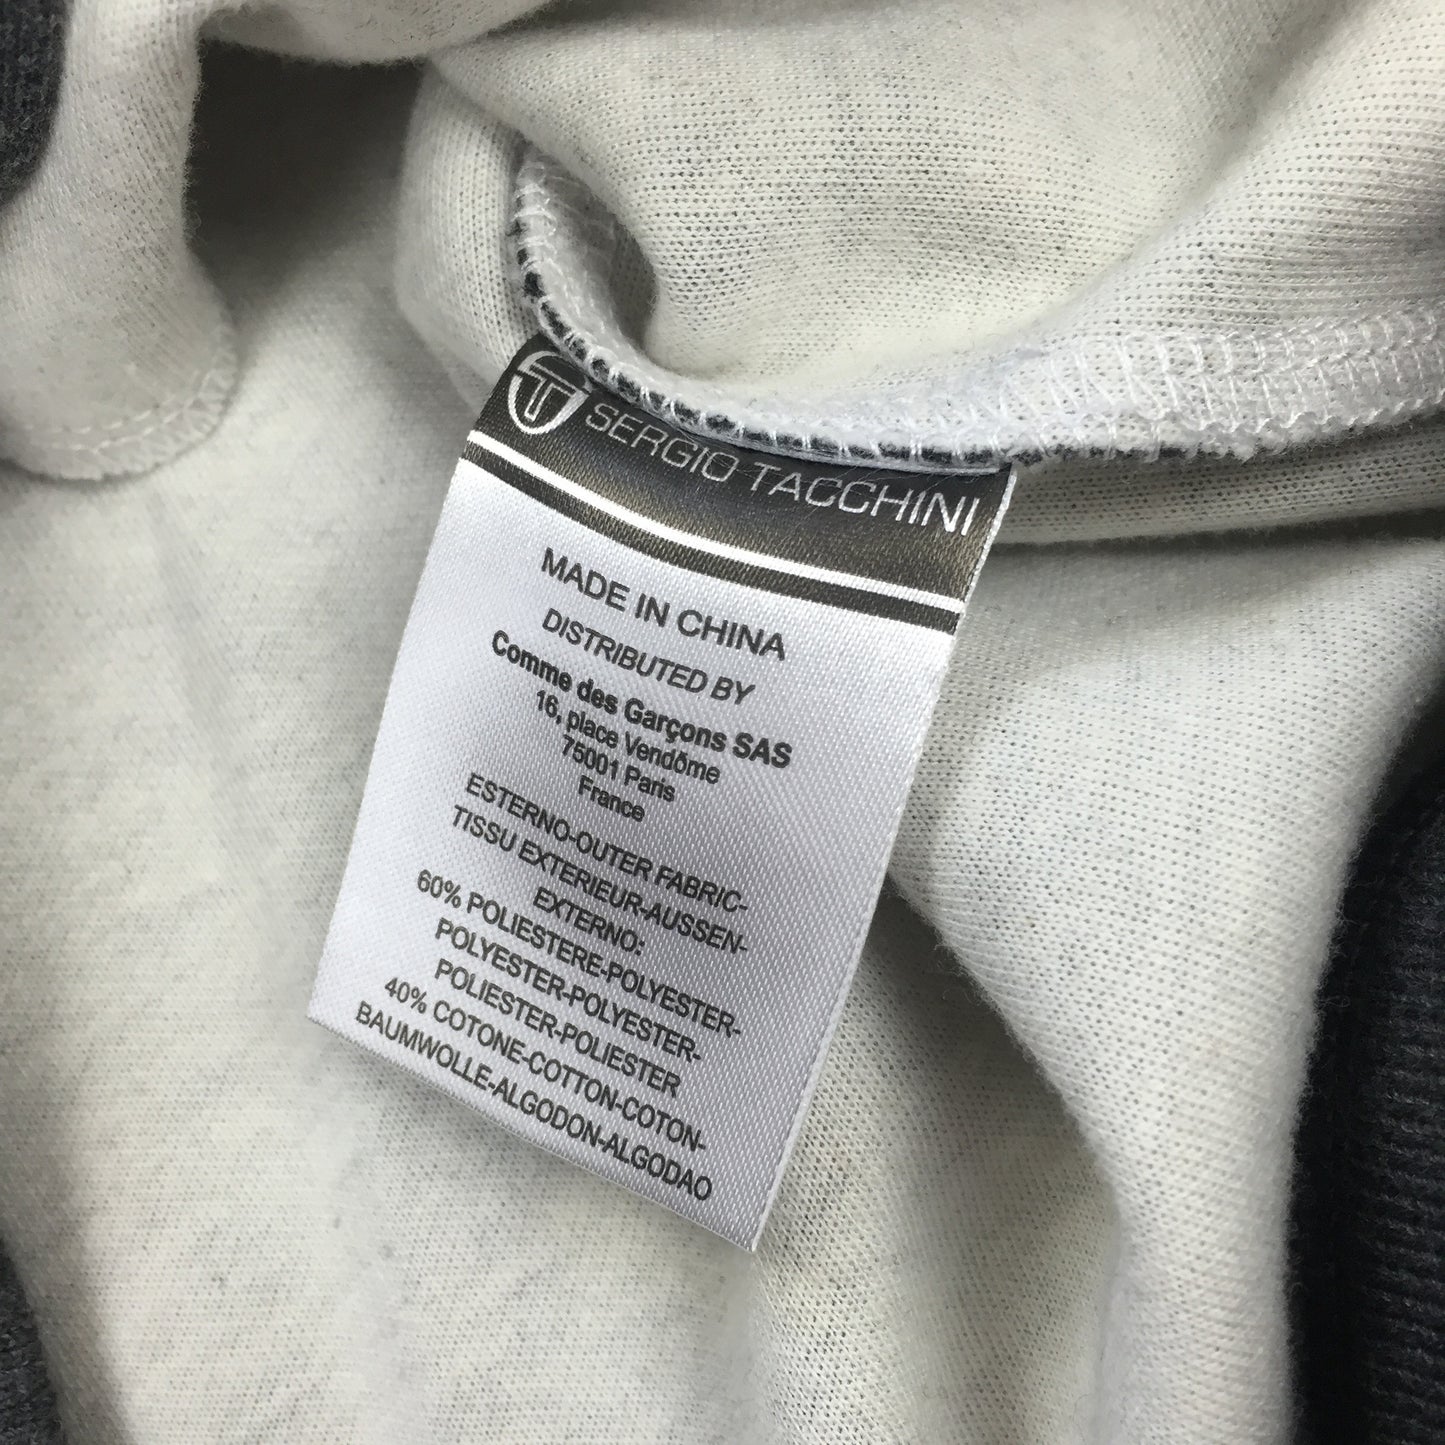 ST SERGIO TACCHINI
MADE IN CHINA
DISTRIBUTED BY
Comme des Garçons SAS
16, place Vendôme
75001 Paris
France
ESTERNO-OUTER FABRIC-
TISSU EXTERIEUR-AUSSEN-
EXTERNO:
60% POLIESTERE-POLYESTER-
POLYESTER-POLYESTER-
POLIESTER-POLIESTER
40% COTONE-COTTON-COTON-
BAUMWOLLE-ALGODON-ALGODAO